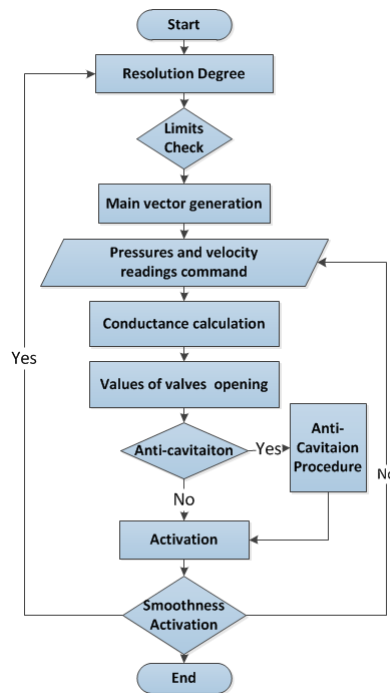 Start
Resolution Degree
Limits
Check
Main vector generation
Pressures and velocity
readings command
Conductance calculation
Values of valves opening
Anti-cavitaiton
Yes
Anti-
Cavitaion
Procedure
No
Activation
Smoothness
Activation
End
Yes
No